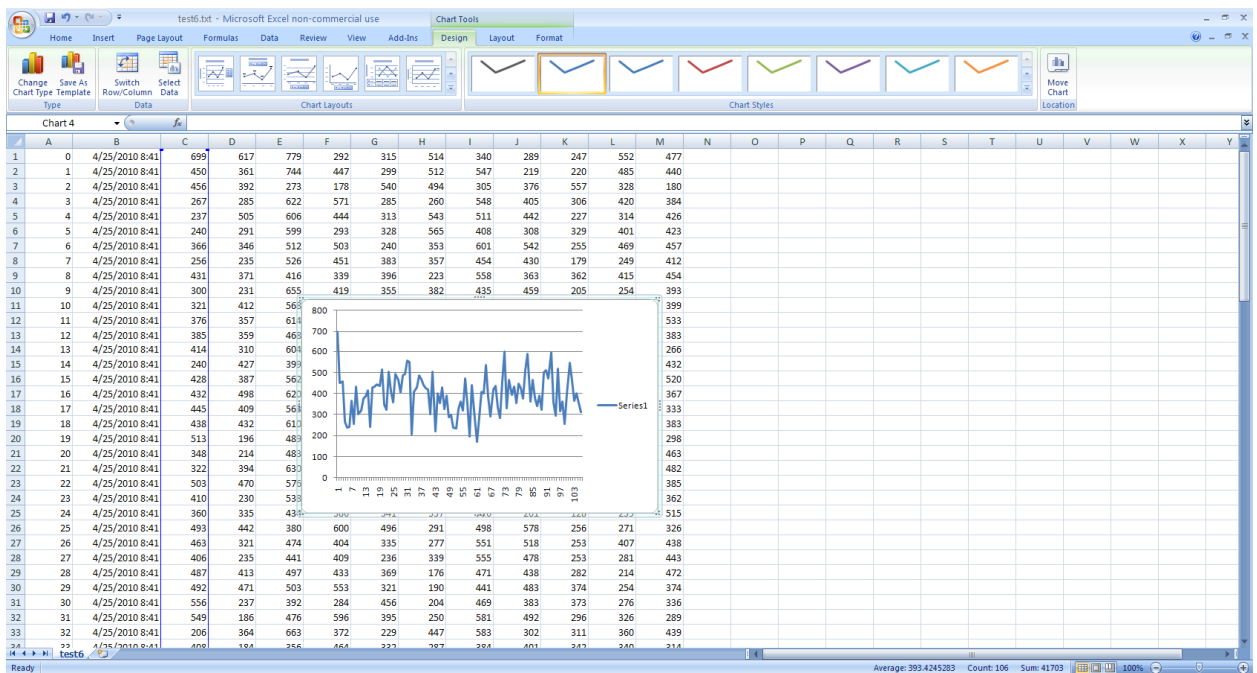 test6.txt - Microsoft Excel non-commercial use Chart Tools
Home Insert Page Layout Formulas Data Review View Add-Ins Design Layout Format
Change Chart Type Save As Template Switch Row/Column Select Data Move Chart
Type Data Chart Layouts Chart Styles Location
Chart 4 fx
A B C D E F G H I J K L M N O P Q R S T U V W X Y
1 0 4/25/2010 8:41 699 617 779 292 315 514 340 289 247 552 477
2 1 4/25/2010 8:41 450 361 744 447 299 512 547 219 220 485 440
3 2 4/25/2010 8:41 456 392 273 178 540 494 305 376 557 328 180
4 3 4/25/2010 8:41 267 285 622 571 285 260 548 405 306 420 384
5 4 4/25/2010 8:41 237 505 606 444 313 543 511 442 227 314 426
6 5 4/25/2010 8:41 240 291 599 293 328 565 408 308 329 401 423
7 6 4/25/2010 8:41 366 346 512 503 240 353 601 542 255 469 457
8 7 4/25/2010 8:41 256 235 526 451 383 357 454 430 179 249 412
9 8 4/25/2010 8:41 431 371 416 339 396 223 558 363 362 415 454
10 9 4/25/2010 8:41 300 231 655 419 355 382 435 459 205 254 393
11 10 4/25/2010 8:41 321 412 399
12 11 4/25/2010 8:41 376 357 614 533
13 12 4/25/2010 8:41 385 359 468 383
14 13 4/25/2010 8:41 414 310 604 266
15 14 4/25/2010 8:41 240 427 399 432
16 15 4/25/2010 8:41 428 387 562 520
17 16 4/25/2010 8:41 432 498 620 367
18 17 4/25/2010 8:41 445 409 333
19 18 4/25/2010 8:41 438 432 610 383
20 19 4/25/2010 8:41 513 196 489 298
21 20 4/25/2010 8:41 348 214 483 463
22 21 4/25/2010 8:41 322 394 630 482
23 22 4/25/2010 8:41 503 470 385
24 23 4/25/2010 8:41 410 230 538 362
25 24 4/25/2010 8:41 360 335 434 515
26 25 4/25/2010 8:41 493 442 380 600 496 291 498 578 256 271 326
27 26 4/25/2010 8:41 463 321 474 404 335 277 551 518 253 407 438
28 27 4/25/2010 8:41 406 235 441 409 236 339 555 478 253 281 443
29 28 4/25/2010 8:41 487 413 497 433 369 176 471 438 282 214 472
30 29 4/25/2010 8:41 492 471 503 553 321 190 441 483 374 254 374
31 30 4/25/2010 8:41 556 237 392 284 456 204 469 383 373 276 336
32 31 4/25/2010 8:41 549 186 476 596 395 250 581 492 296 326 289
33 32 4/25/2010 8:41 206 364 663 372 229 447 583 302 311 360 439
800
700
600
500
400
300
200
100
0
Series1
1 7 13 19 25 31 37 43 49 55 61 67 73 79 85 91 97 103
test6
Ready Average: 393.4245283 Count: 106 Sum: 41703 100%